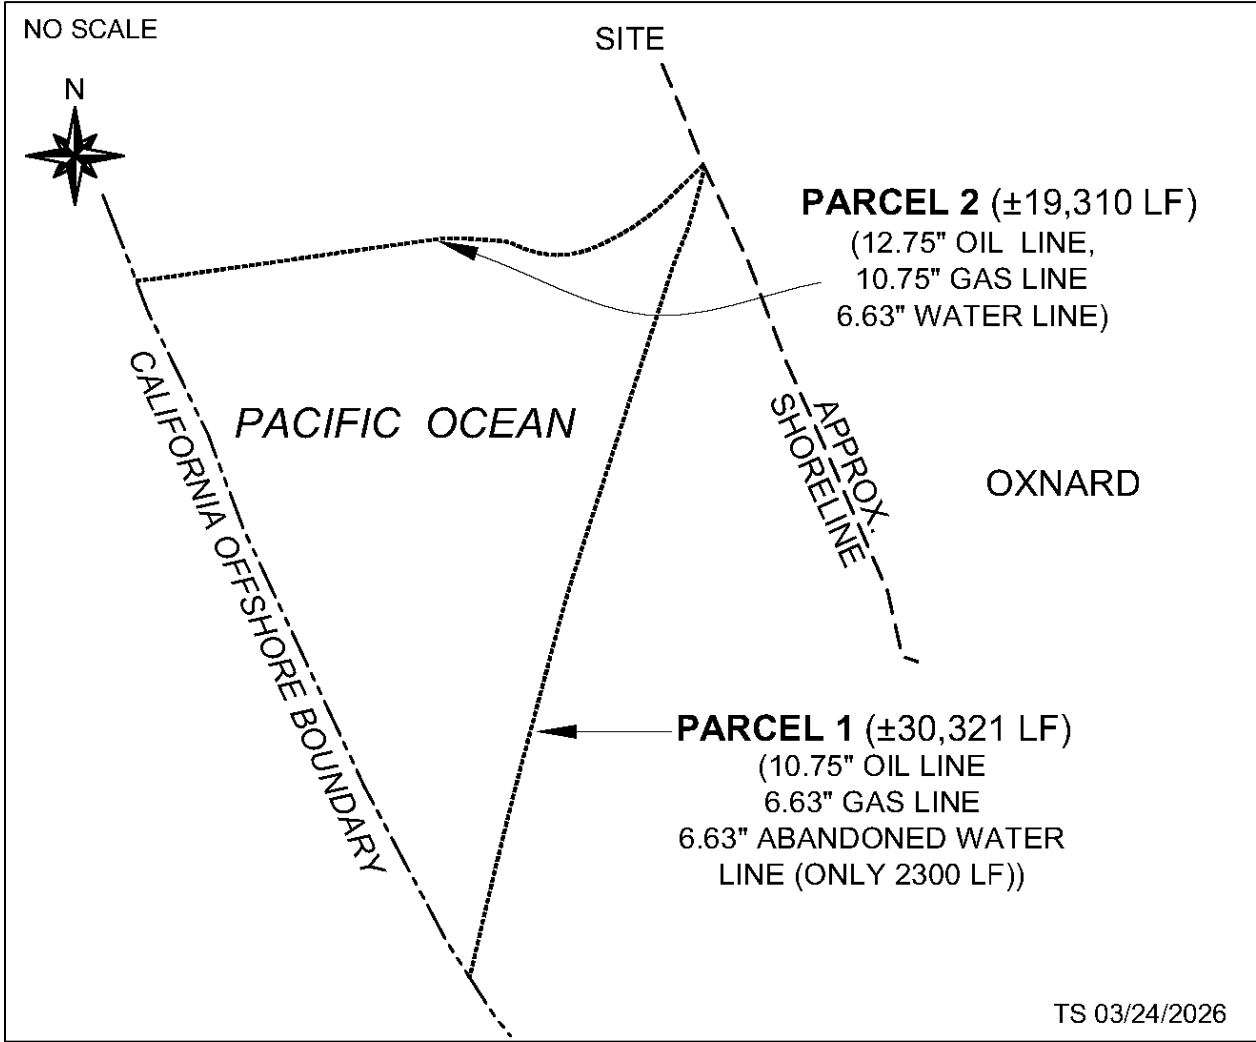 NO SCALE
SITE
N
PARCEL 2 (±19,310 LF)
(12.75" OIL LINE,
10.75" GAS LINE
6.63" WATER LINE)
CALIFORNIA OFFSHORE BOUNDARY
PACIFIC OCEAN
APPROX.
SHORELINE
OXNARD
PARCEL 1 (±30,321 LF)
(10.75" OIL LINE
6.63" GAS LINE
6.63" ABANDONED WATER
LINE (ONLY 2300 LF))
TS 03/24/2026